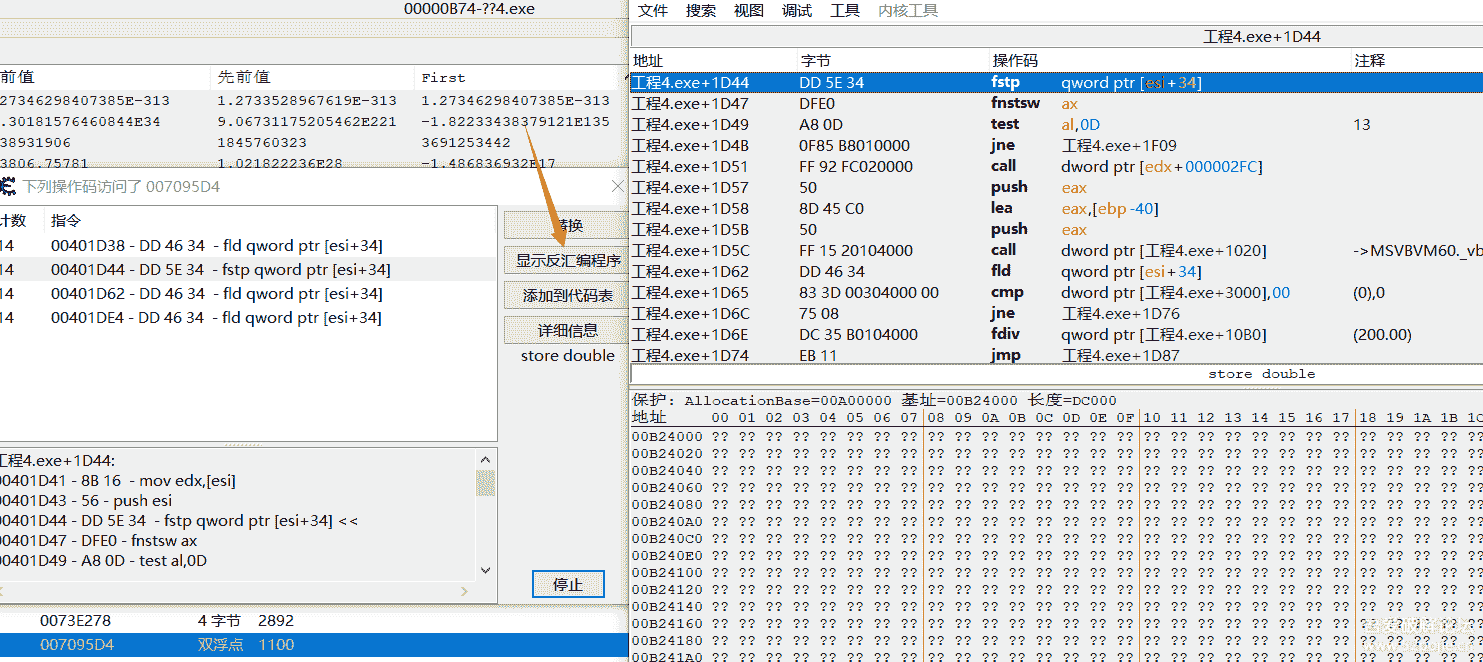 00000B74-??4.exe
前值 先前值 First
27346298407385E-313 1.2733528967619E-313 1.27346298407385E-313
.30181576460844E34 9.06731175205462E221 -1.82233438379121E135
38931906 1845760323 3691253442
3806.75781 1.021822236E28 -1.486836932E17
下列操作码访问了 007095D4
计数 指令
14 00401D38 - DD 46 34 - fld qword ptr [esi+34]
14 00401D44 - DD 5E 34 - fstp qword ptr [esi+34]
14 00401D62 - DD 46 34 - fld qword ptr [esi+34]
14 00401DE4 - DD 46 34 - fld qword ptr [esi+34]
替换
显示反汇编程序
添加到代码表
详细信息
store double
工程4.exe+1D44:
00401D41 - 8B 16 - mov edx,[esi]
00401D43 - 56 - push esi
00401D44 - DD 5E 34 - fstp qword ptr [esi+34] <<
00401D47 - DFE0 - fnstsw ax
00401D49 - A8 0D - test al,0D
停止
0073E278 4 字节 2892
007095D4 双浮点 1100
文件 搜索 视图 调试 工具 内核工具
工程4.exe+1D44
地址 字节 操作码 注释
工程4.exe+1D44 DD 5E 34 fstp qword ptr [esi+34]
工程4.exe+1D47 DFE0 fnstsw ax
工程4.exe+1D49 A8 0D test al,0D 13
工程4.exe+1D4B 0F85 B8010000 jne 工程4.exe+1F09
工程4.exe+1D51 FF 92 FC020000 call dword ptr [edx+000002FC]
工程4.exe+1D57 50 push eax
工程4.exe+1D58 8D 45 C0 lea eax,[ebp-40]
工程4.exe+1D5B 50 push eax
工程4.exe+1D5C FF 15 20104000 call dword ptr [工程4.exe+1020] ->MSVBVM60._vb
工程4.exe+1D62 DD 46 34 fld qword ptr [esi+34]
工程4.exe+1D65 83 3D 00304000 00 cmp dword ptr [工程4.exe+3000],00 (0),0
工程4.exe+1D6C 75 08 jne 工程4.exe+1D76
工程4.exe+1D6E DC 35 B0104000 fdiv qword ptr [工程4.exe+10B0] (200.00)
工程4.exe+1D74 EB 11 jmp 工程4.exe+1D87
store double
保护: AllocationBase=00A00000 基址=00B24000 长度=DC000
地址 00 01 02 03 04 05 06 07 08 09 0A 0B 0C 0D 0E 0F 10 11 12 13 14 15 16 17 18 19 1A 1B 1C
00B24000 ?? ?? ?? ?? ?? ?? ?? ?? ?? ?? ?? ?? ?? ?? ?? ?? ?? ?? ?? ?? ?? ?? ?? ?? ?? ?? ?? ?? ??
00B24020 ?? ?? ?? ?? ?? ?? ?? ?? ?? ?? ?? ?? ?? ?? ?? ?? ?? ?? ?? ?? ?? ?? ?? ?? ?? ?? ?? ?? ??
00B24040 ?? ?? ?? ?? ?? ?? ?? ?? ?? ?? ?? ?? ?? ?? ?? ?? ?? ?? ?? ?? ?? ?? ?? ?? ?? ?? ?? ?? ??
00B24060 ?? ?? ?? ?? ?? ?? ?? ?? ?? ?? ?? ?? ?? ?? ?? ?? ?? ?? ?? ?? ?? ?? ?? ?? ?? ?? ?? ?? ??
00B24080 ?? ?? ?? ?? ?? ?? ?? ?? ?? ?? ?? ?? ?? ?? ?? ?? ?? ?? ?? ?? ?? ?? ?? ?? ?? ?? ?? ?? ??
00B240A0 ?? ?? ?? ?? ?? ?? ?? ?? ?? ?? ?? ?? ?? ?? ?? ?? ?? ?? ?? ?? ?? ?? ?? ?? ?? ?? ?? ?? ??
00B240C0 ?? ?? ?? ?? ?? ?? ?? ?? ?? ?? ?? ?? ?? ?? ?? ?? ?? ?? ?? ?? ?? ?? ?? ?? ?? ?? ?? ?? ??
00B240E0 ?? ?? ?? ?? ?? ?? ?? ?? ?? ?? ?? ?? ?? ?? ?? ?? ?? ?? ?? ?? ?? ?? ?? ?? ?? ?? ?? ?? ??
00B24100 ?? ?? ?? ?? ?? ?? ?? ?? ?? ?? ?? ?? ?? ?? ?? ?? ?? ?? ?? ?? ?? ?? ?? ?? ?? ?? ?? ?? ??
00B24120 ?? ?? ?? ?? ?? ?? ?? ?? ?? ?? ?? ?? ?? ?? ?? ?? ?? ?? ?? ?? ?? ?? ?? ?? ?? ?? ?? ?? ??
00B24140 ?? ?? ?? ?? ?? ?? ?? ?? ?? ?? ?? ?? ?? ?? ?? ?? ?? ?? ?? ?? ?? ?? ?? ?? ?? ?? ?? ?? ??
00B24160 ?? ?? ?? ?? ?? ?? ?? ?? ?? ?? ?? ?? ?? ?? ?? ?? ?? ?? ?? ?? ?? ?? ?? ??
00B24180 ?? ?? ?? ?? ?? ?? ?? ?? ?? ?? ?? ?? ?? ?? ?? ?? ?? ?? ?? ?? ?? ?? ?? ??
00B241A0 ?? ?? ?? ?? ?? ?? ?? ?? ?? ?? ?? ?? ?? ?? ?? ?? ?? ?? ?? ?? ?? ?? ?? ?? ?? ?? ?? ?? ??